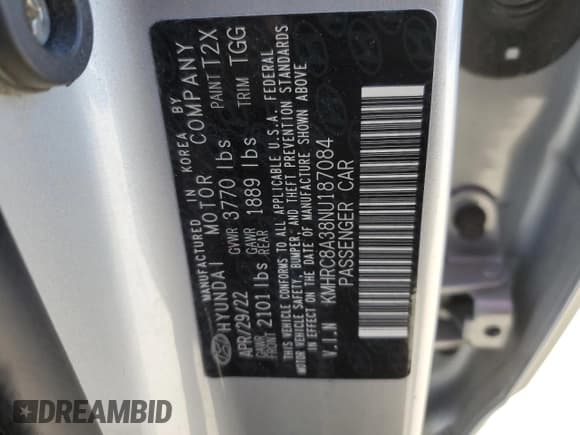 MANUFACTURED IN KOREA BY
HYUNDAI MOTOR COMPANY
APR/29/22 GVWR 3770 lbs PAINT T2X
GAWR FRONT 2101 lbs GAWR REAR 1889 lbs TRIM TGG
THIS VEHICLE CONFORMS TO ALL APPLICABLE U.S.A. FEDERAL
MOTOR VEHICLE SAFETY, BUMPER, AND THEFT PREVENTION STANDARDS
IN EFFECT ON THE DATE OF MANUFACTURE SHOWN ABOVE
V.I.N KMHRC8A38NU187084
PASSENGER CAR
DREAMBID